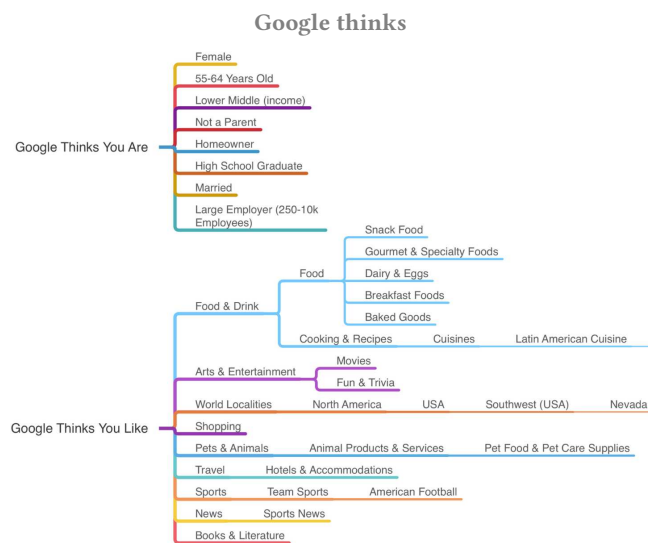 Google thinks
Google Thinks You Are
Female
55-64 Years Old
Lower Middle (income)
Not a Parent
Homeowner
High School Graduate
Married
Large Employer (250-10k
Employees)
Google Thinks You Like
Food & Drink
Food
Snack Food
Gourmet & Specialty Foods
Dairy & Eggs
Breakfast Foods
Baked Goods
Cooking & Recipes
Cuisines
Latin American Cuisine
Arts & Entertainment
Movies
Fun & Trivia
World Localities
North America
USA
Southwest (USA)
Nevada
Shopping
Pets & Animals
Animal Products & Services
Pet Food & Pet Care Supplies
Travel
Hotels & Accommodations
Sports
Team Sports
American Football
News
Sports News
Books & Literature